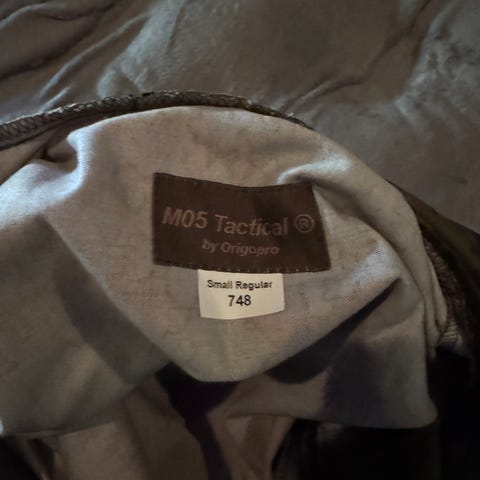 M05 Tactical ®
by Origopro
Small Regular
748